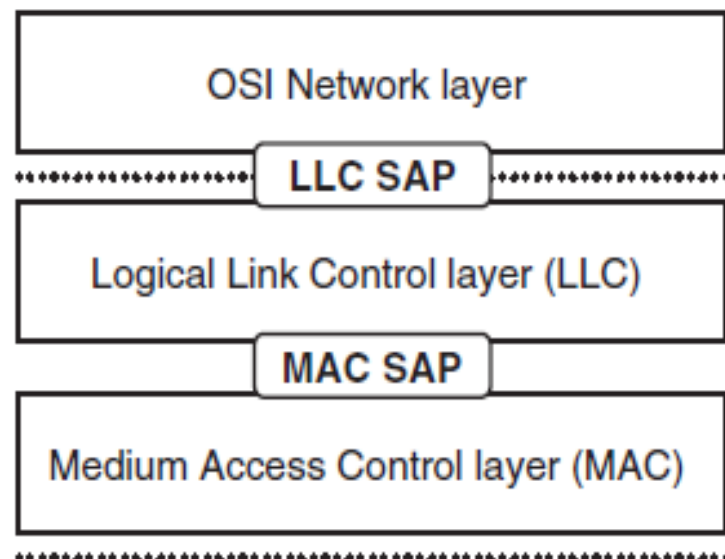 OSI Network layer
LLC SAP
Logical Link Control layer (LLC)
MAC SAP
Medium Access Control layer (MAC)